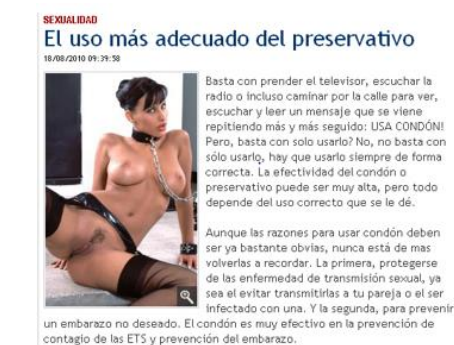 SEXUALIDAD
El uso más adecuado del preservativo
18/08/2010 09:39:58
Basta con prender el televisor, escuchar la
radio o incluso caminar por la calle para ver,
escuchar y leer un mensaje que se viene
repitiendo más y más seguido: USA CONDÓN!
Pero, basta con solo usarlo? No, no basta con
sólo usarlo, hay que usarlo siempre de forma
correcta. La efectividad del condón o
preservativo puede ser muy alta, pero todo
depende del uso correcto que se le dé.
Aunque las razones para usar condón deben
ser ya bastante obvias, nunca está de mas
volverlas a recordar. La primera, protegerse
de las enfermedad de transmisión sexual, ya
sea el evitar transmitirlas a tu pareja o el ser
infectado con una. Y la segunda, para prevenir
un embarazo no deseado. El condón es muy efectivo en la prevención de
contagio de las ETS y prevención del embarazo.